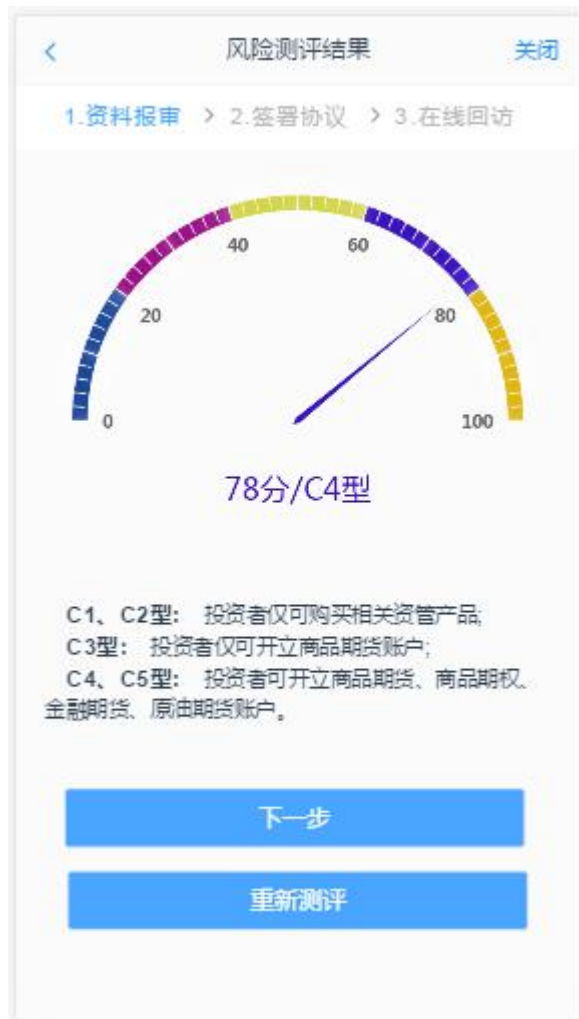 < 风险测评结果 关闭
1.资料报审 > 2.签署协议 > 3.在线回访
40 60
20 80
0 100
78分/C4型
C1、C2型: 投资者仅可购买相关资管产品;
C3型: 投资者仅可开立商品期货账户;
C4、C5型: 投资者可开立商品期货、商品期权、
金融期货、原油期货账户。
下一步
重新测评